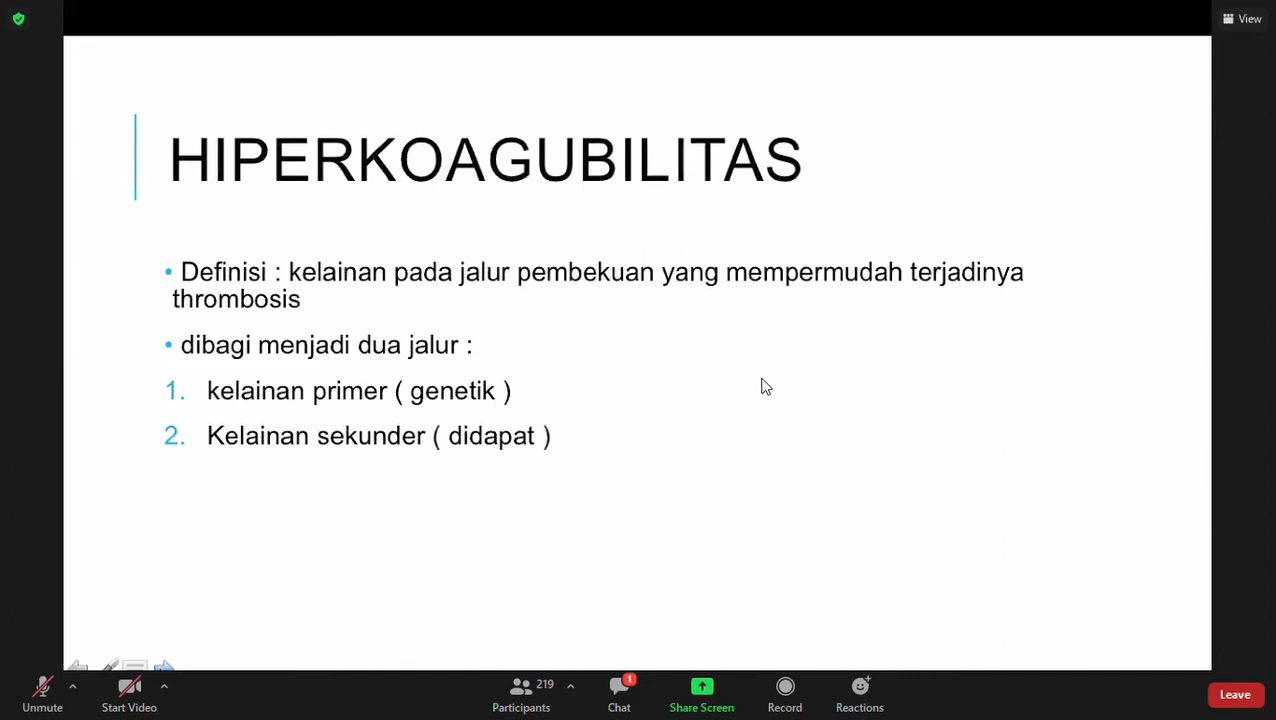 View
HIPERKOAGUBILITAS
• Definisi : kelainan pada jalur pembekuan yang mempermudah terjadinya
thrombosis
• dibagi menjadi dua jalur :
1. kelainan primer ( genetik )
2. Kelainan sekunder ( didapat )
219
1
Unmute
Start Video
Participants
Chat
Share Screen
Record
Reactions
Leave